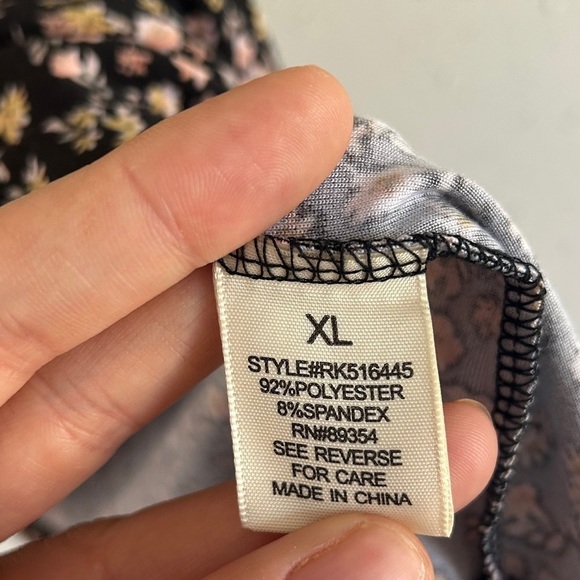 XL
STYLE#RK516445
92%POLYESTER
8%SPANDEX
RN#89354
SEE REVERSE
FOR CARE
MADE IN CHINA